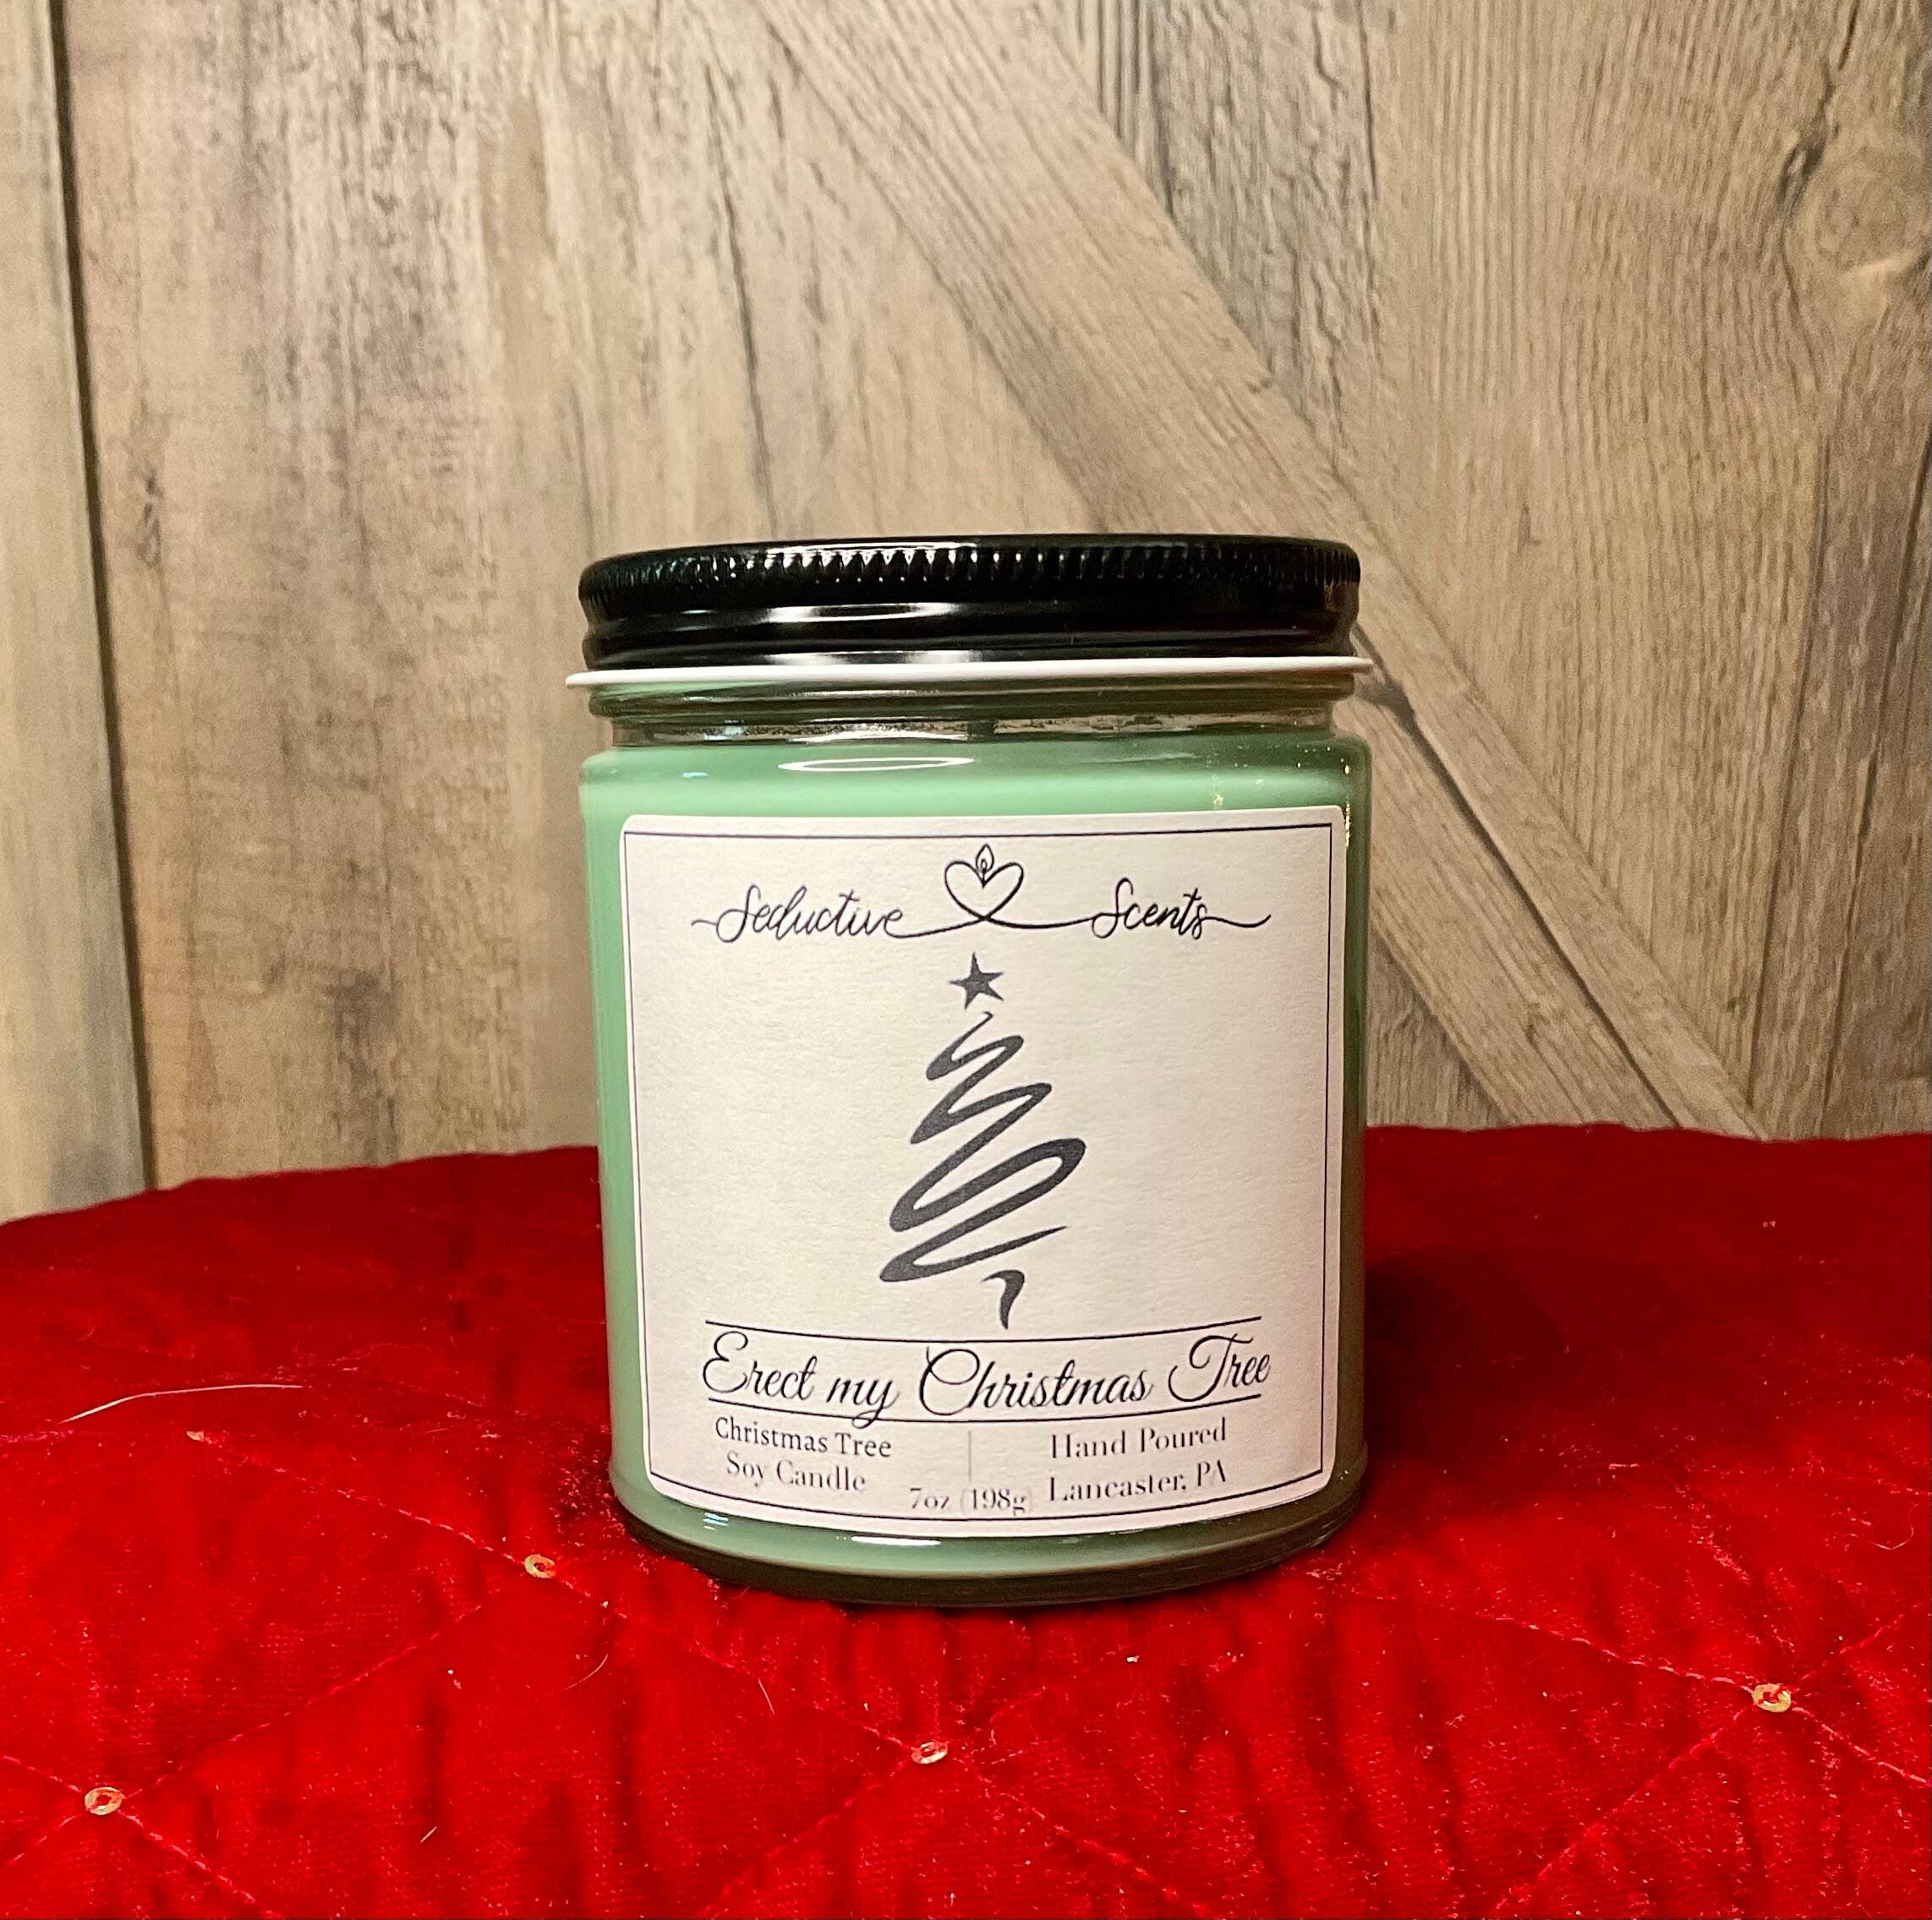 Seductive Scents
Erect my Christmas Tree
Christmas Tree
Soy Candle
7oz (198g)
Hand Poured
Lancaster, PA